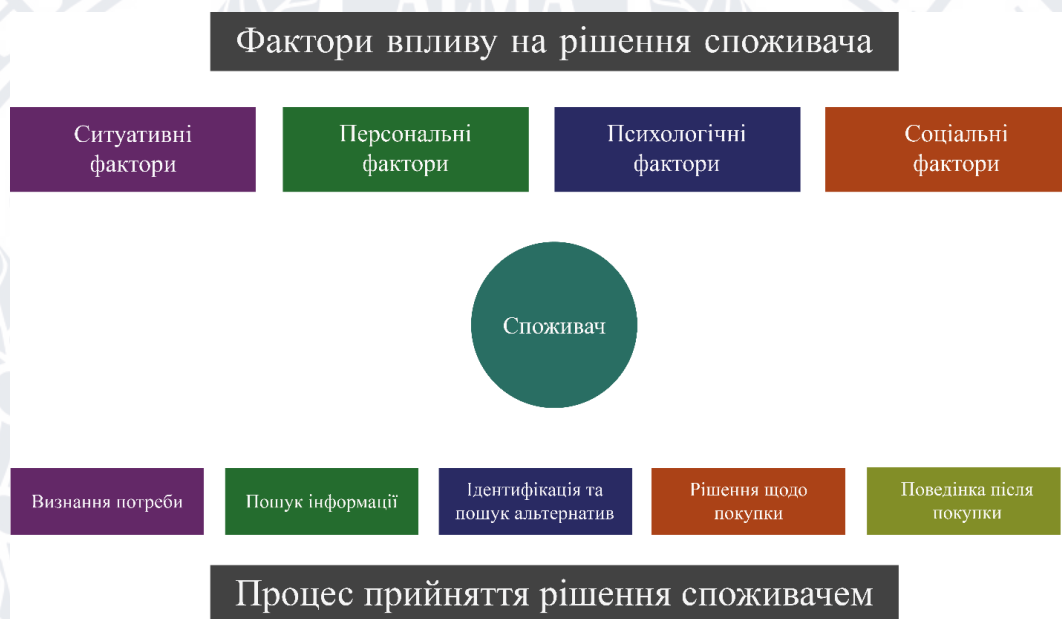 Фактори впливу на рішення споживача
Ситуативні
фактори
Персональні
фактори
Психологічні
фактори
Соціальні
фактори
Споживач
Визнання потреби
Пошук інформації
Ідентифікація та
пошук альтернатив
Рішення щодо
покупки
Поведінка після
покупки
Процес прийняття рішення споживачем